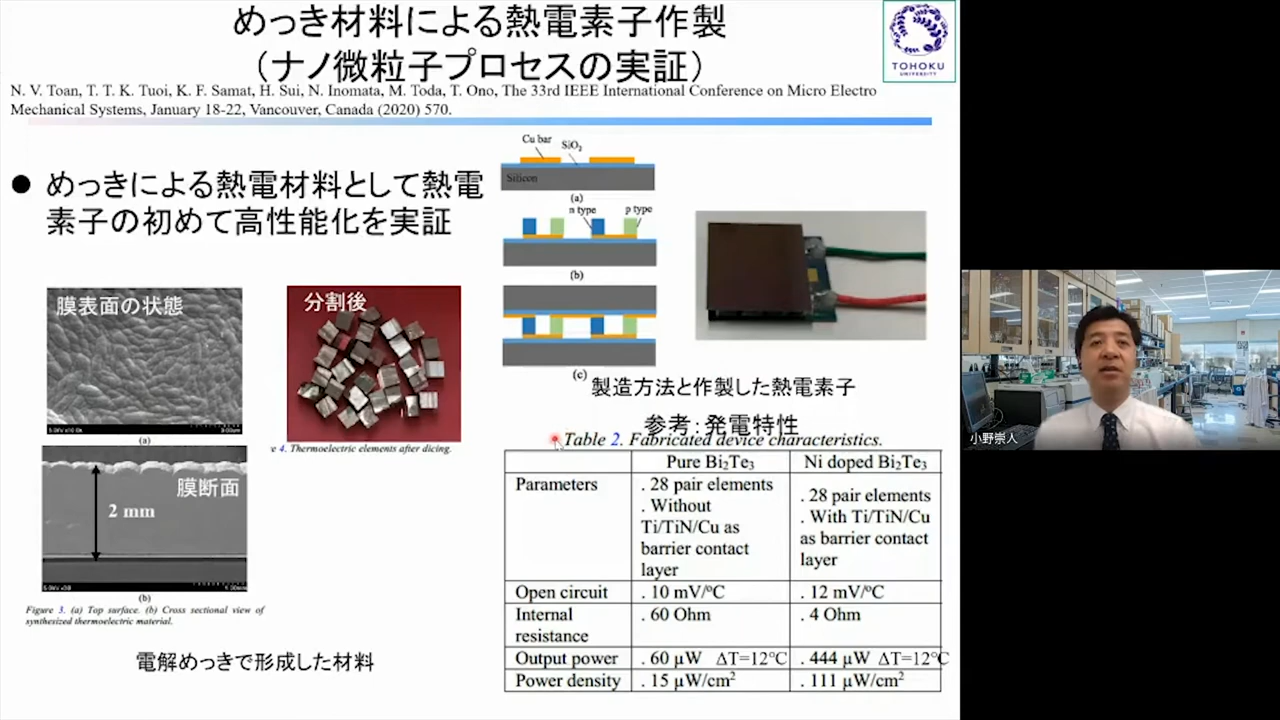 めっき材料による熱電素子作製
（ナノ微粒子プロセスの実証）
TOHOKU
UNIVERSITY
N. V. Toan, T. T. K. Tuoi, K. F. Samat, H. Sui, N. Inomata, M. Toda, T. Ono, The 33rd IEEE International Conference on Micro Electro
Mechanical Systems, January 18-22, Vancouver, Canada (2020) 570.
● めっきによる熱電材料として熱電
素子の初めて高性能化を実証
膜表面の状態
(a)
膜断面
2 mm
(b)
Figure 3. (a) Top surface. (b) Cross sectional view of
synthesized thermoelectric material.
電解めっきで形成した材料
分割後
e 4. Thermoelectric elements after dicing.
Cu bar
SiO2
Silicon
(a)
n type
p type
(b)
(c)
製造方法と作製した熱電素子
参考：発電特性
Table 2. Fabricated device characteristics.
Pure Bi2Te3
Ni doped Bi2Te3
Parameters
. 28 pair elements
. Without
Ti/TiN/Cu as
barrier contact
layer
. 28 pair elements
. With Ti/TiN/Cu
as barrier contact
layer
Open circuit
. 10 mV/ºC
. 12 mV/ºC
Internal
resistance
. 60 Ohm
. 4 Ohm
Output power
. 60 µW ΔT=12℃
. 444 µW ΔT=12℃
Power density
. 15 µW/cm2
. 111 µW/cm2
小野崇人